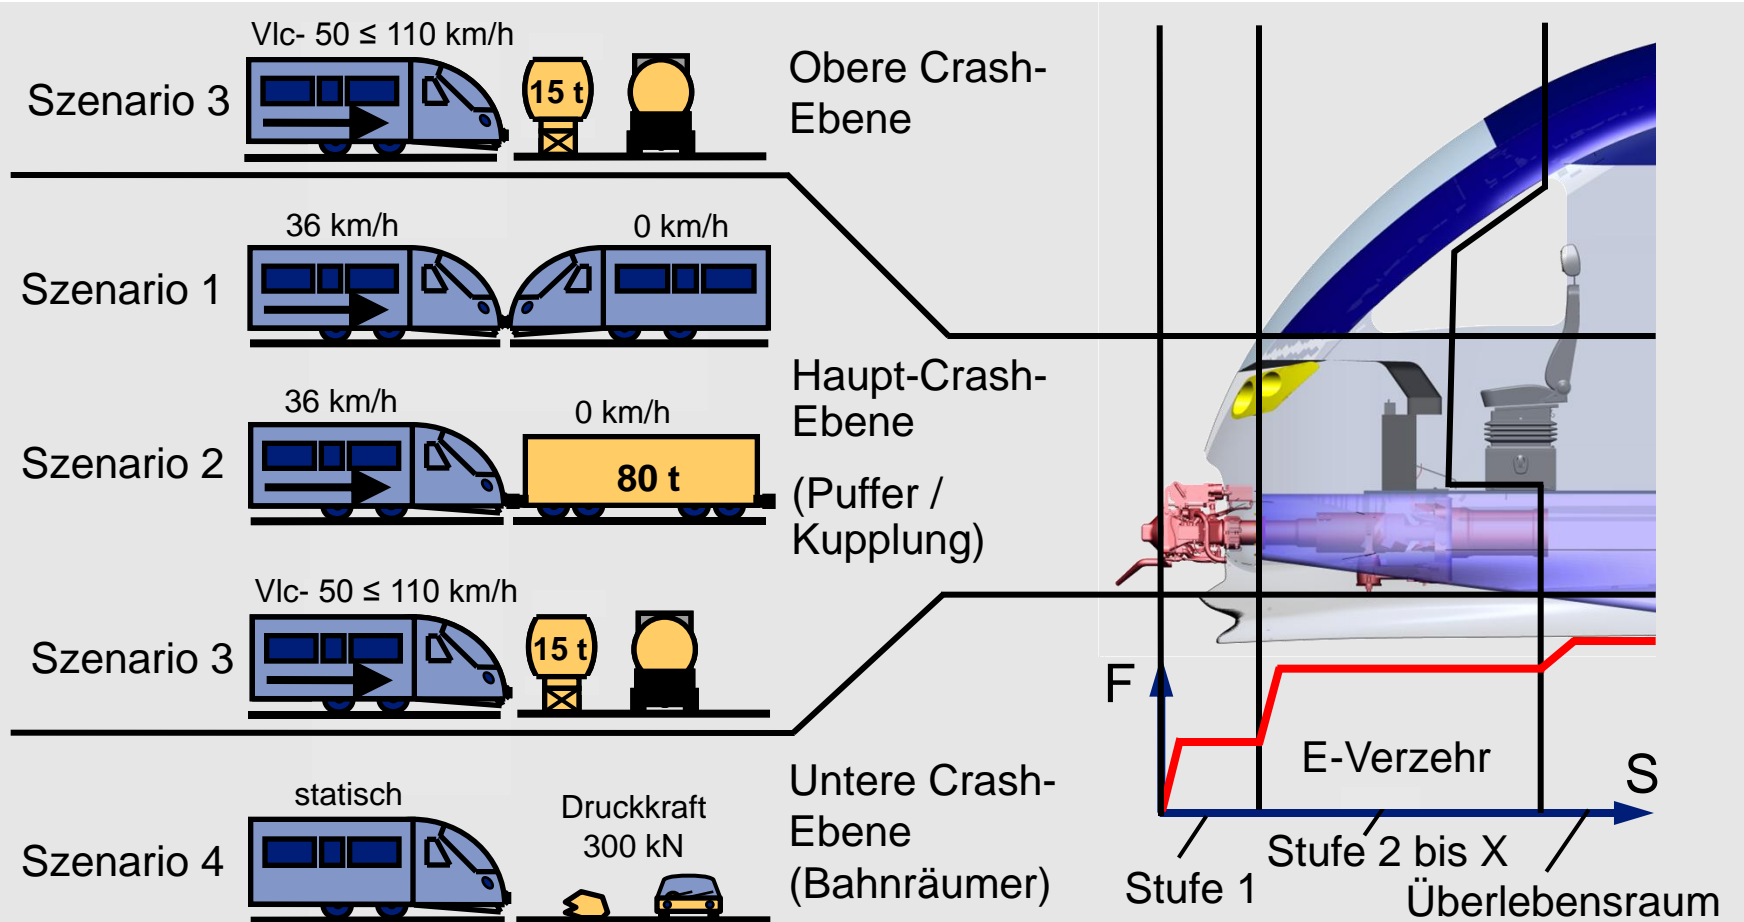 Vlc- 50 ≤ 110 km/h
Szenario 3
15 t
Obere Crash-
Ebene
36 km/h
0 km/h
Szenario 1
Haupt-Crash-
Ebene
(Puffer /
Kupplung)
36 km/h
0 km/h
Szenario 2
80 t
Vlc- 50 ≤ 110 km/h
Szenario 3
15 t
statisch
Szenario 4
Druckkraft
300 kN
Untere Crash-
Ebene
(Bahnräumer)
F
E-Verzehr
S
Stufe 1
Stufe 2 bis X
Überlebensraum